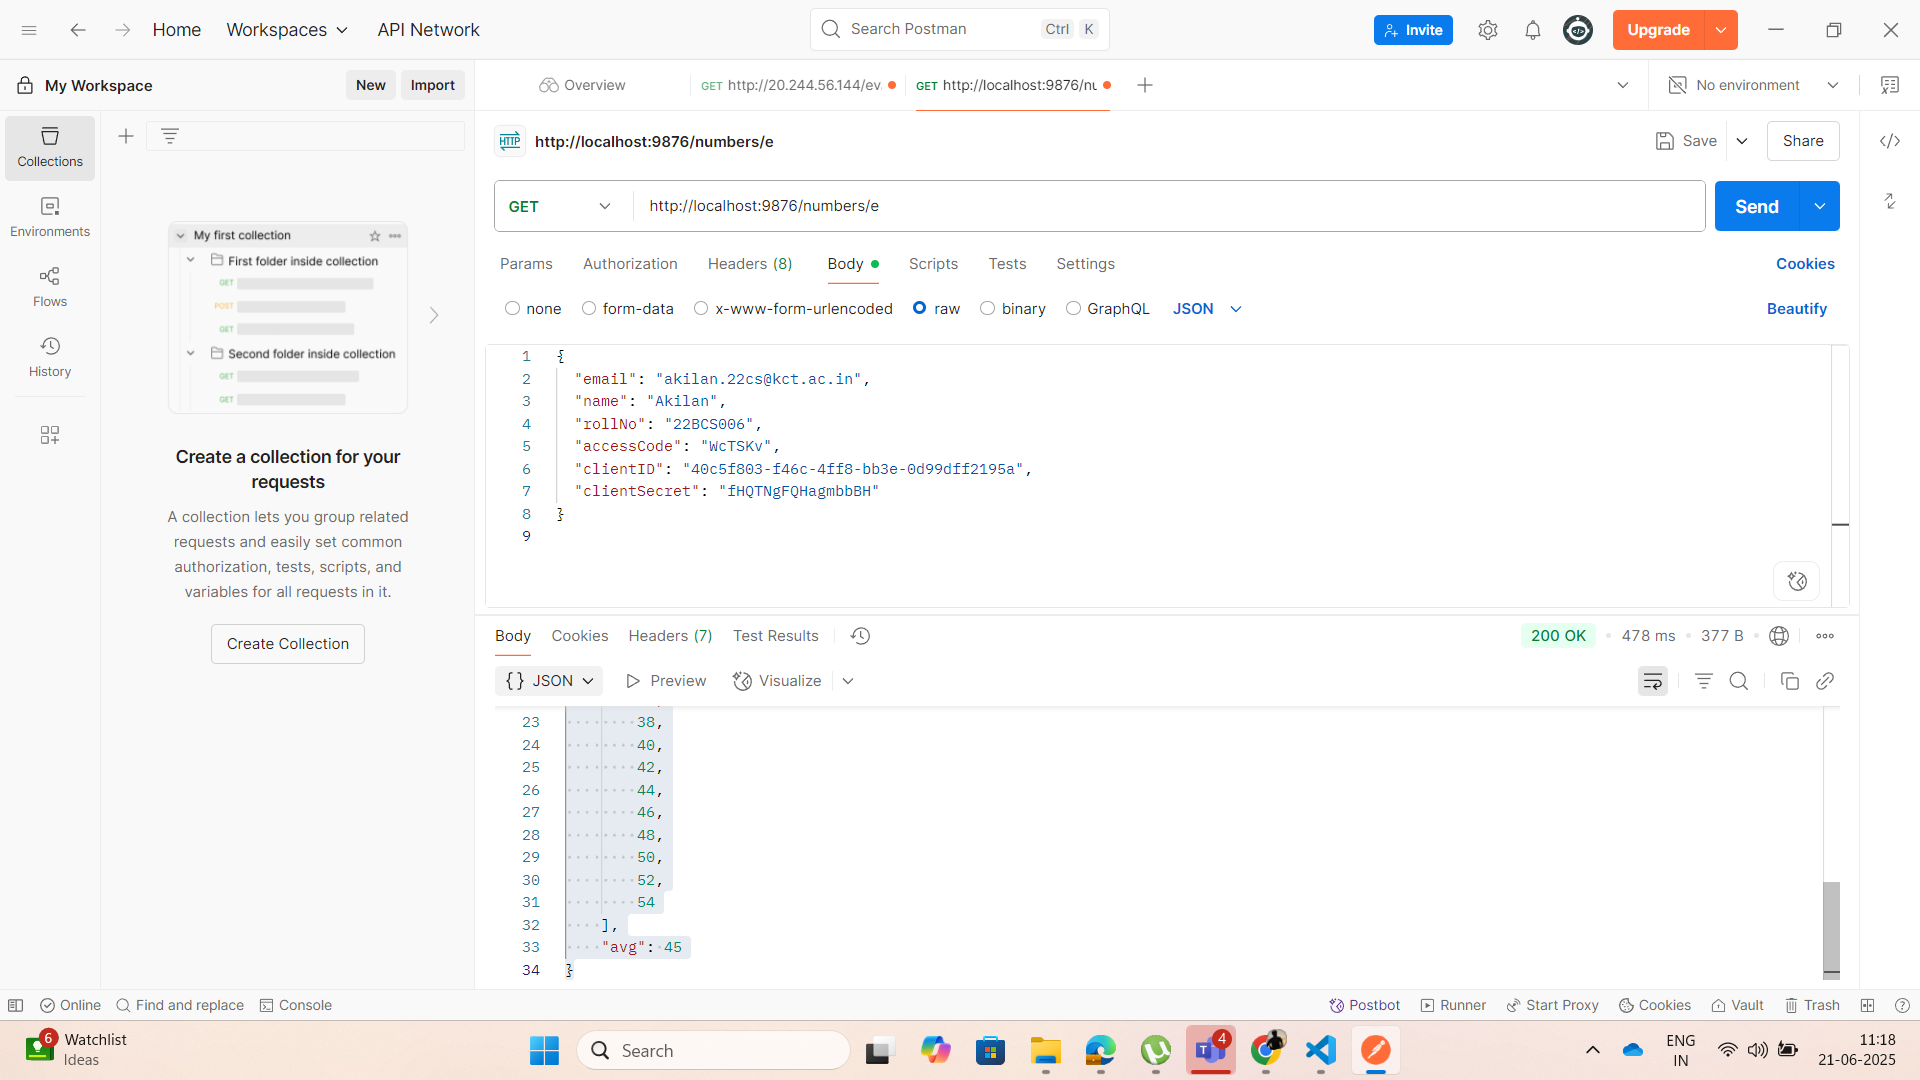 Home Workspaces API Network Search Postman Ctrl K Invite Upgrade
My Workspace New Import Overview GET http://20.244.56.144/ev. GET http://localhost:9876/nu No environment
HTTP http://localhost:9876/numbers/e Save Share
Collections
Environments
Flows
History
My first collection
First folder inside collection
GET
POST
GET
Second folder inside collection
GET
GET
Create a collection for your
requests
A collection lets you group related
requests and easily set common
authorization, tests, scripts, and
variables for all requests in it.
Create Collection
GET http://localhost:9876/numbers/e Send
Params Authorization Headers (8) Body Scripts Tests Settings Cookies
none form-data x-www-form-urlencoded raw binary GraphQL JSON Beautify
1 {
2 "email": "akilan.22cs@kct.ac.in",
3 "name": "Akilan",
4 "rollNo": "22BCS006",
5 "accessCode": "WcTSKv",
6 "clientID": "40c5f803-f46c-4ff8-bb3e-0d99dff2195a",
7 "clientSecret": "fHQTNgFQHagmbbBH"
8 }
9
Body Cookies Headers (7) Test Results 200 OK 478 ms 377 B
{} JSON Preview Visualize
23 38,
24 40,
25 42,
26 44,
27 46,
28 48,
29 50,
30 52,
31 54
32 ],
33 "avg": 45
34 }
Online Find and replace Console Postbot Runner Start Proxy Cookies Vault Trash
6 Watchlist
Ideas
Search
4
ENG
IN
11:18
21-06-2025